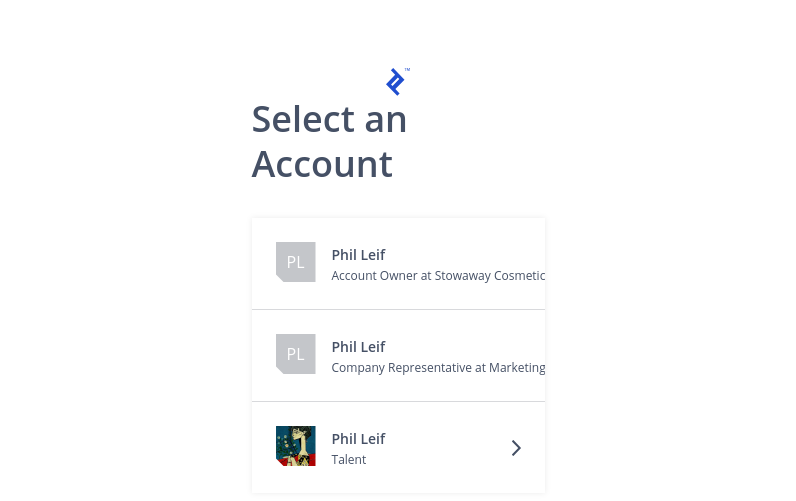 ™
Select an
Account
PL
Phil Leif
Account Owner at Stowaway Cosmetic
PL
Phil Leif
Company Representative at Marketing
Phil Leif
Talent